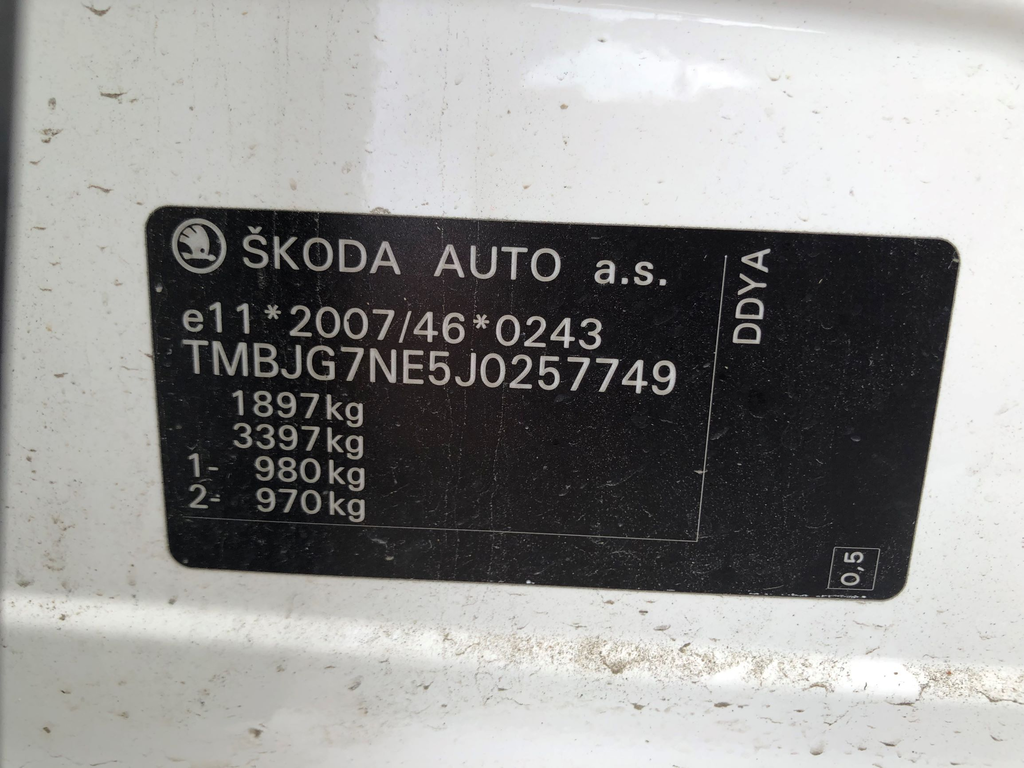 ŠKODA AUTO a.s.
e11*2007/46*0243
TMBJG7NE5J0257749
1897kg
3397kg
1- 980kg
2- 970kg
DDYA
0,5